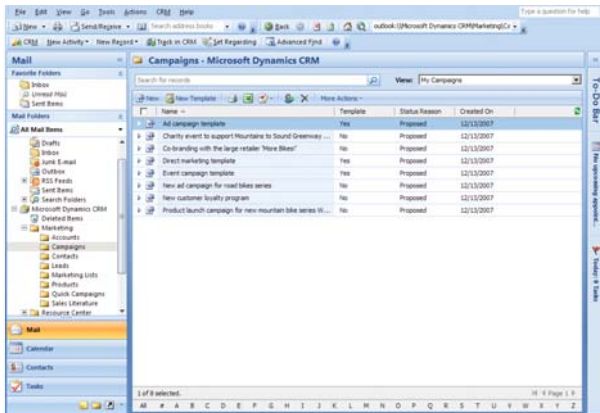 File Edit View Go Tools Actions CRM Help
Type a question for help
New Send/Receive Search address books Back outlook:\\Microsoft Dynamics CRM\Marketing\Ca
CRM New Activity New Record Track in CRM Set Regarding Advanced Find
Mail
Favorite Folders
Inbox
Unread Mail
Sent Items
Mail Folders
All Mail Items
Drafts
Inbox
Junk E-mail
Outbox
RSS Feeds
Sent Items
Search Folders
Microsoft Dynamics CRM
Deleted Items
Marketing
Accounts
Campaigns
Contacts
Leads
Marketing Lists
Products
Quick Campaigns
Sales Literature
Resource Center
Mail
Calendar
Contacts
Tasks
Campaigns - Microsoft Dynamics CRM
Search for records
View: My Campaigns
New New Template More Actions
Name Template Status Reason Created On
Ad campaign template Yes Proposed 12/13/2007
Charity event to support Mountains to Sound Greenway ... No Proposed 12/13/2007
Co-branding with the large retailer "More Bikes!" No Proposed 12/13/2007
Direct marketing template Yes Proposed 12/13/2007
Event campaign template Yes Proposed 12/13/2007
New ad campaign for road bikes series No Proposed 12/13/2007
New customer loyalty program No Proposed 12/13/2007
Product launch campaign for new mountain bike series W... No Proposed 12/13/2007
1 of 8 selected.
Page 1
All # A B C D E F G H I J K L M N O P Q R S T U V W X Y Z
To-Do Bar
No upcoming appoint...
Today: 0 Tasks